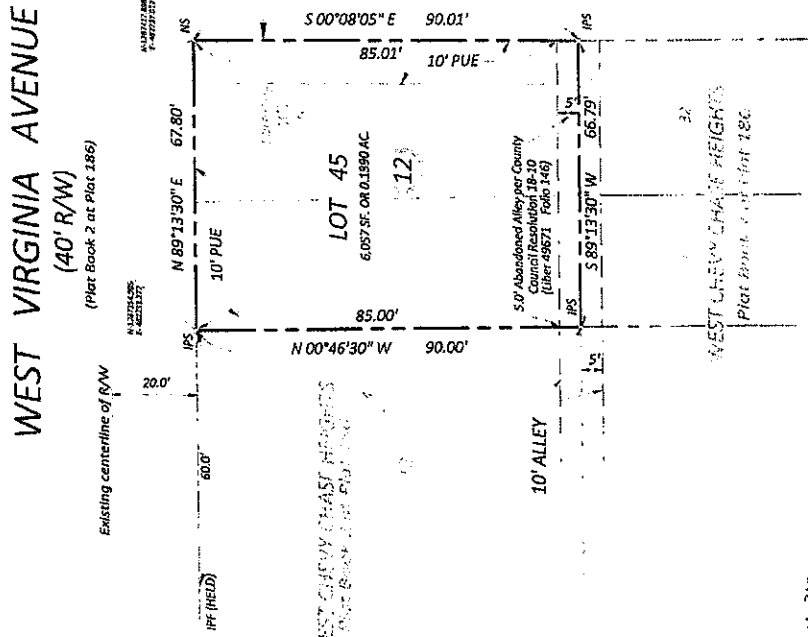 WEST VIRGINIA AVENUE
(40' R/W)
(Plat Book 2 at Plat 186)
Existing centerline of R/W
20.0'
60.0'
IPF (HELD)
IPS
N 89°13'30" E 67.80'
NS
10' PUE
S 00°08'05" E 90.01'
85.01'
10' PUE
LOT 45
6,057 SF. OR 0.1390 AC
12
85.00'
N 00°46'30" W 90.00'
5.0' Abandoned Alley per County
Council Resolution 18-10
(Liber 49671 Folio 146)
5'
S 89°13'30" W 66.79'
IPS
IPS
5'
10' ALLEY
32
WEST CHEVY CHASE HEIGHTS